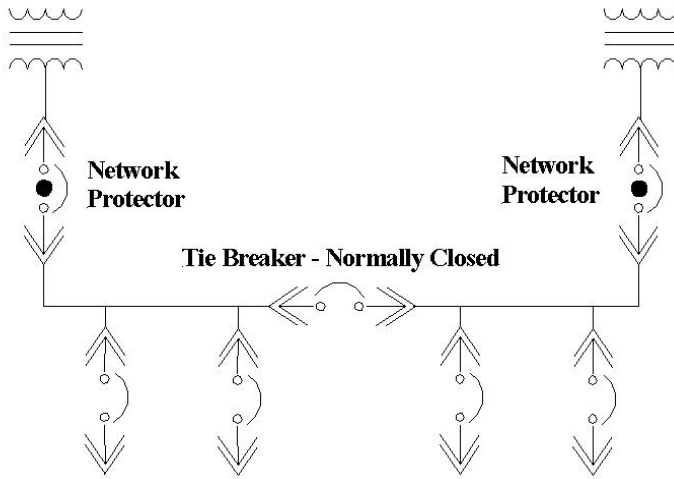 Network
Protector
Network
Protector
Tie Breaker - Normally Closed